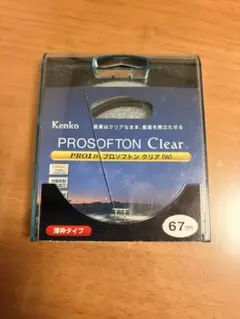 Kenko
夜景はクリアなまま、星座を際立たせる
PROSOFTON Clear
PRO1D プロソフトン クリア(W)
薄枠タイプ
67mm